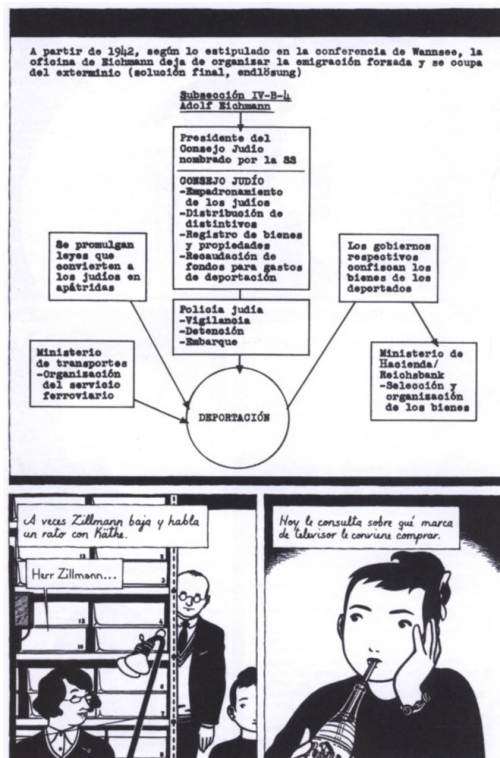 A partir de 1942, según lo estipulado en la conferencia de Wannsee, la
oficina de Eichmann deja de organizar la emigración forzada y se ocupa
del exterminio (solución final, endlösung)
Subsección IV-B-4
Adolf Eichmann
Presidente del
Consejo Judio
nombrado por la SS
CONSEJO JUDÍO
-Empadronamiento
de los judíos
-Distribución de
distintivos
-Registro de bienes
y propiedades
-Recaudación de
fondos para gastos
de deportación
Se promulgan
leyes que
convierten a
los judíos en
apátridas
Los gobiernos
respectivos
confiscan los
bienes de los
deportados
Policía judía
-Vigilancia
-Detención
-Embarque
Ministerio
de transportes
-Organización
del servicio
ferroviario
DEPORTACIÓN
Ministerio de
Hacienda/
Reichsbank
-Selección y
organización
de los bienes
A veces Zillmann baja y habla
un rato con Käthe.
Herr Zillmann...
Hoy le consulta sobre qué marca
de televisor le conviene comprar.